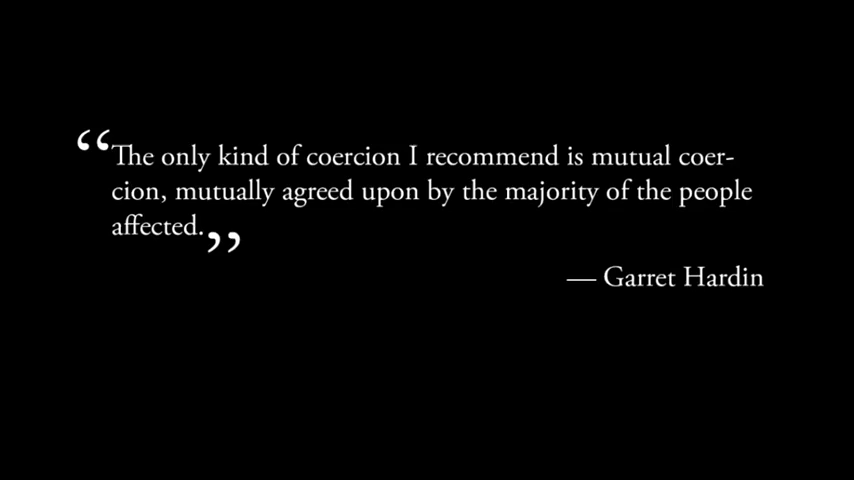 “The only kind of coercion I recommend is mutual coer-
cion, mutually agreed upon by the majority of the people
affected.”
— Garret Hardin